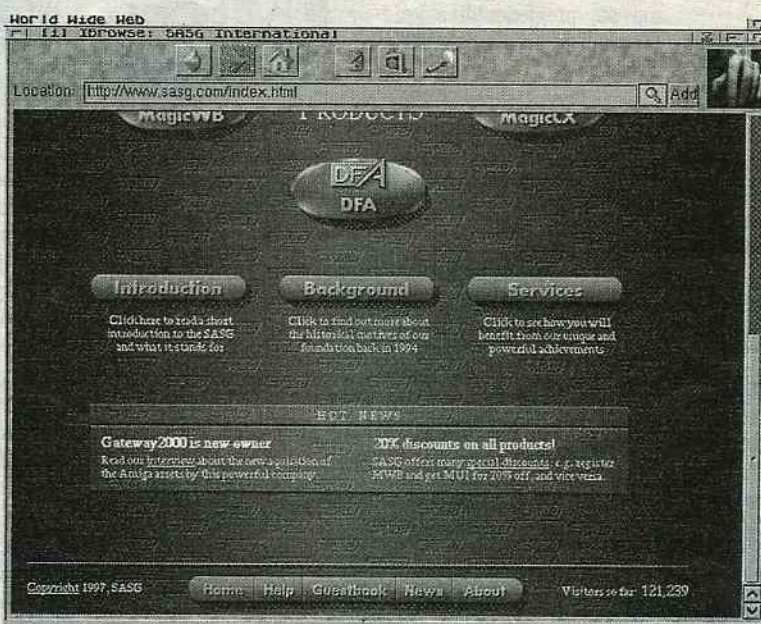 World Wide Web
[1] IBrowse: SASG International
Location: http://www.sasg.com/index.html Add
MagicWB PRODUCTS MagicCX
DFA
DFA
Introduction Background Services
Click here to read a short Click to find out more about Click to see how you will
introduction to the SASG the historical motives of our benefit from our unique and
and what it stands for foundation back in 1994 powerful achievements
HOT NEWS
Gateway2000 is new owner 20% discounts on all products!
Read our interview about the new aquisition of SASG offers many special discounts: e.g. register
the Amiga assets by this powerful company. MWB and get MUI for 20% off, and vice versa.
Copyright 1997, SASG Home Help Guestbook News About Visitors so far: 121,239